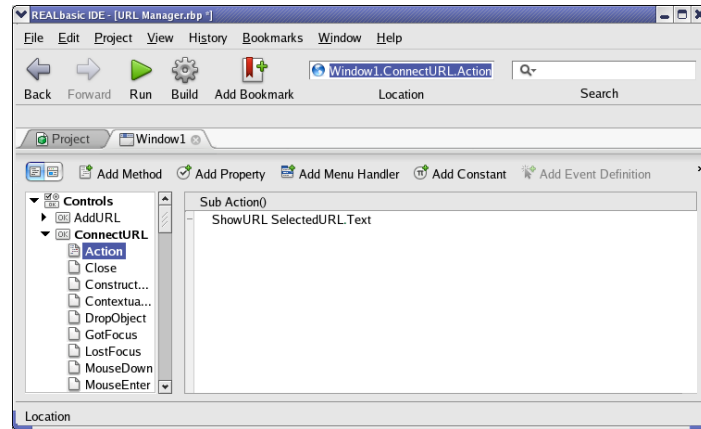 REALbasic IDE - [URL Manager.rbp *]
File Edit Project View History Bookmarks Window Help
Window1.ConnectURL.Action
Back Forward Run Build Add Bookmark Location Search
Project Window1
Add Method Add Property Add Menu Handler Add Constant Add Event Definition
Controls
AddURL
ConnectURL
Action
Close
Construct...
Contextua...
DropObject
GotFocus
LostFocus
MouseDown
MouseEnter
Sub Action()
ShowURL SelectedURL.Text
Location